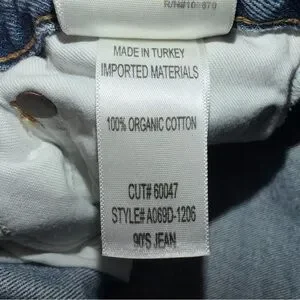 MADE IN TURKEY
IMPORTED MATERIALS
100% ORGANIC COTTON
CUT# 60047
STYLE# A069D-1206
90'S JEAN